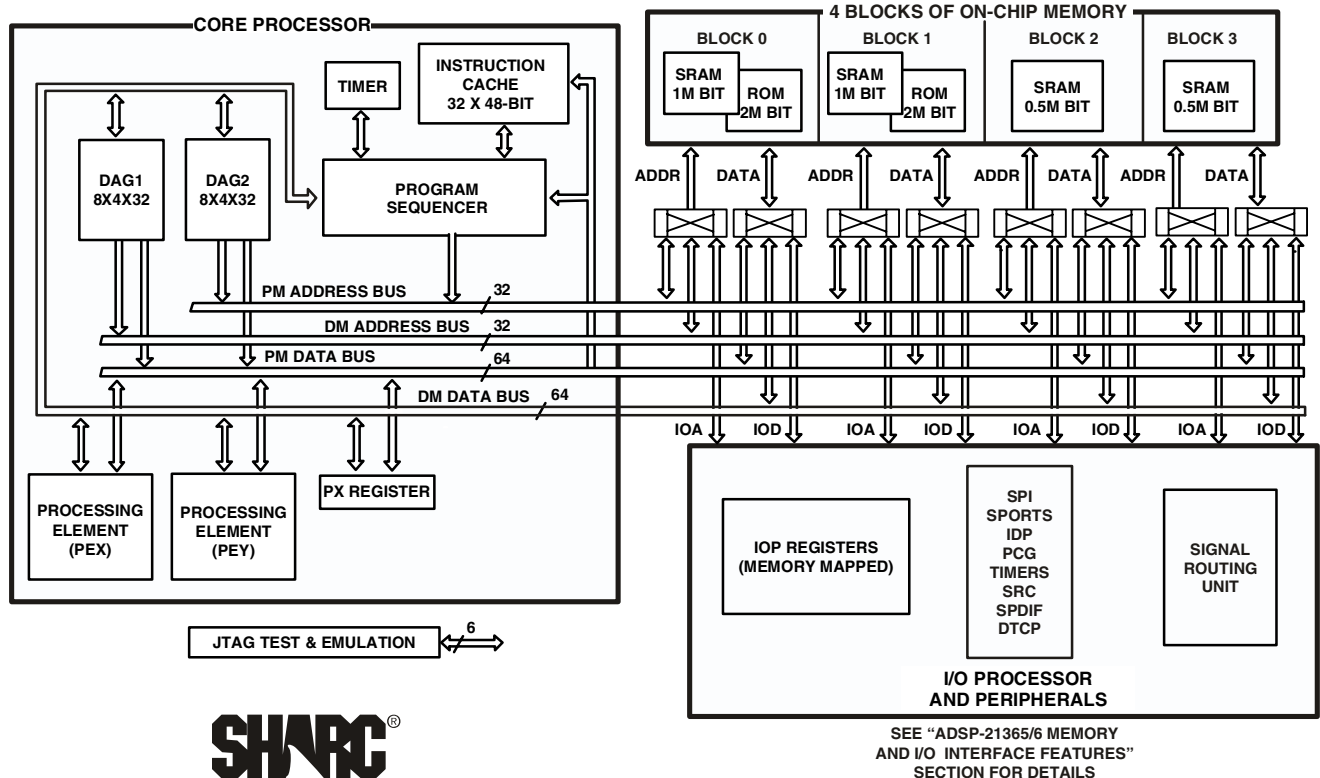 CORE PROCESSOR
TIMER
INSTRUCTION
CACHE
32 X 48-BIT
DAG1
8X4X32
DAG2
8X4X32
PROGRAM
SEQUENCER
PM ADDRESS BUS
32
DM ADDRESS BUS
32
PM DATA BUS
64
DM DATA BUS
64
PROCESSING
ELEMENT
(PEX)
PROCESSING
ELEMENT
(PEY)
PX REGISTER
JTAG TEST & EMULATION
6
SHARC®
4 BLOCKS OF ON-CHIP MEMORY
BLOCK 0
BLOCK 1
BLOCK 2
BLOCK 3
SRAM
1M BIT
ROM
2M BIT
SRAM
1M BIT
ROM
2M BIT
SRAM
0.5M BIT
SRAM
0.5M BIT
ADDR
DATA
ADDR
DATA
ADDR
DATA
ADDR
DATA
IOA
IOD
IOA
IOD
IOA
IOD
IOA
IOD
IOP REGISTERS
(MEMORY MAPPED)
SPI
SPORTS
IDP
PCG
TIMERS
SRC
SPDIF
DTCP
SIGNAL
ROUTING
UNIT
I/O PROCESSOR
AND PERIPHERALS
SEE “ADSP-21365/6 MEMORY
AND I/O INTERFACE FEATURES”
SECTION FOR DETAILS